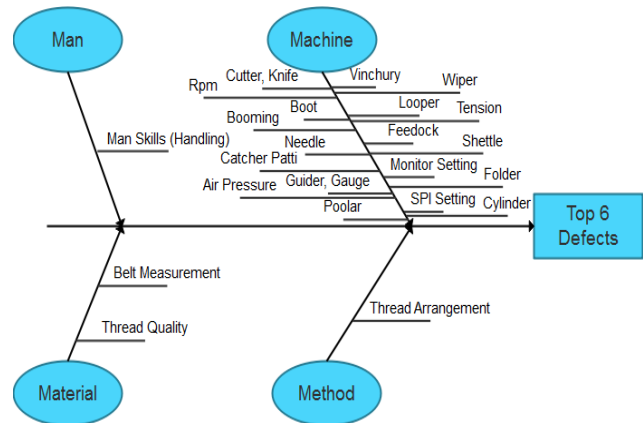 Man
Machine
Cutter, Knife
Vinchury
Rpm
Wiper
Boot
Looper
Booming
Tension
Man Skills (Handling)
Feedock
Needle
Shettle
Catcher Patti
Monitor Setting
Air Pressure
Guider, Gauge
Folder
Poolar
SPI Setting
Cylinder
Top 6
Defects
Belt Measurement
Thread Quality
Thread Arrangement
Material
Method